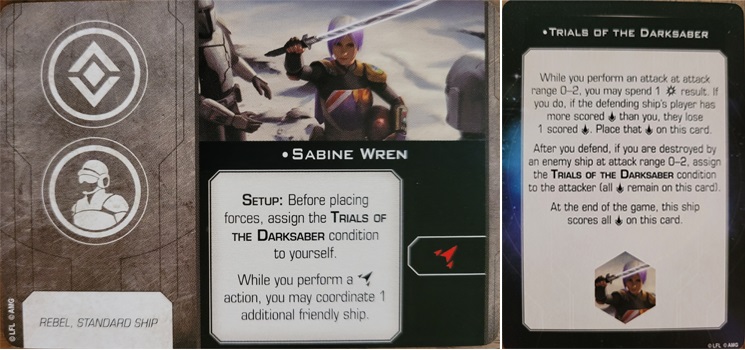 • SABINE WREN
SETUP: Before placing
forces, assign the TRIALS OF
THE DARKSABER condition
to yourself.
While you perform a
action, you may coordinate 1
additional friendly ship.
REBEL, STANDARD SHIP
© LFL © AMG
• TRIALS OF THE DARKSABER
While you perform an attack at attack
range 0–2, you may spend 1 result. If
you do, if the defending ship's player has
more scored than you, they lose
1 scored . Place that on this card.
After you defend, if you are destroyed by
an enemy ship at attack range 0–2, assign
the TRIALS OF THE DARKSABER condition
to the attacker (all remain on this card).
At the end of the game, this ship
scores all on this card.
© LFL © AMG